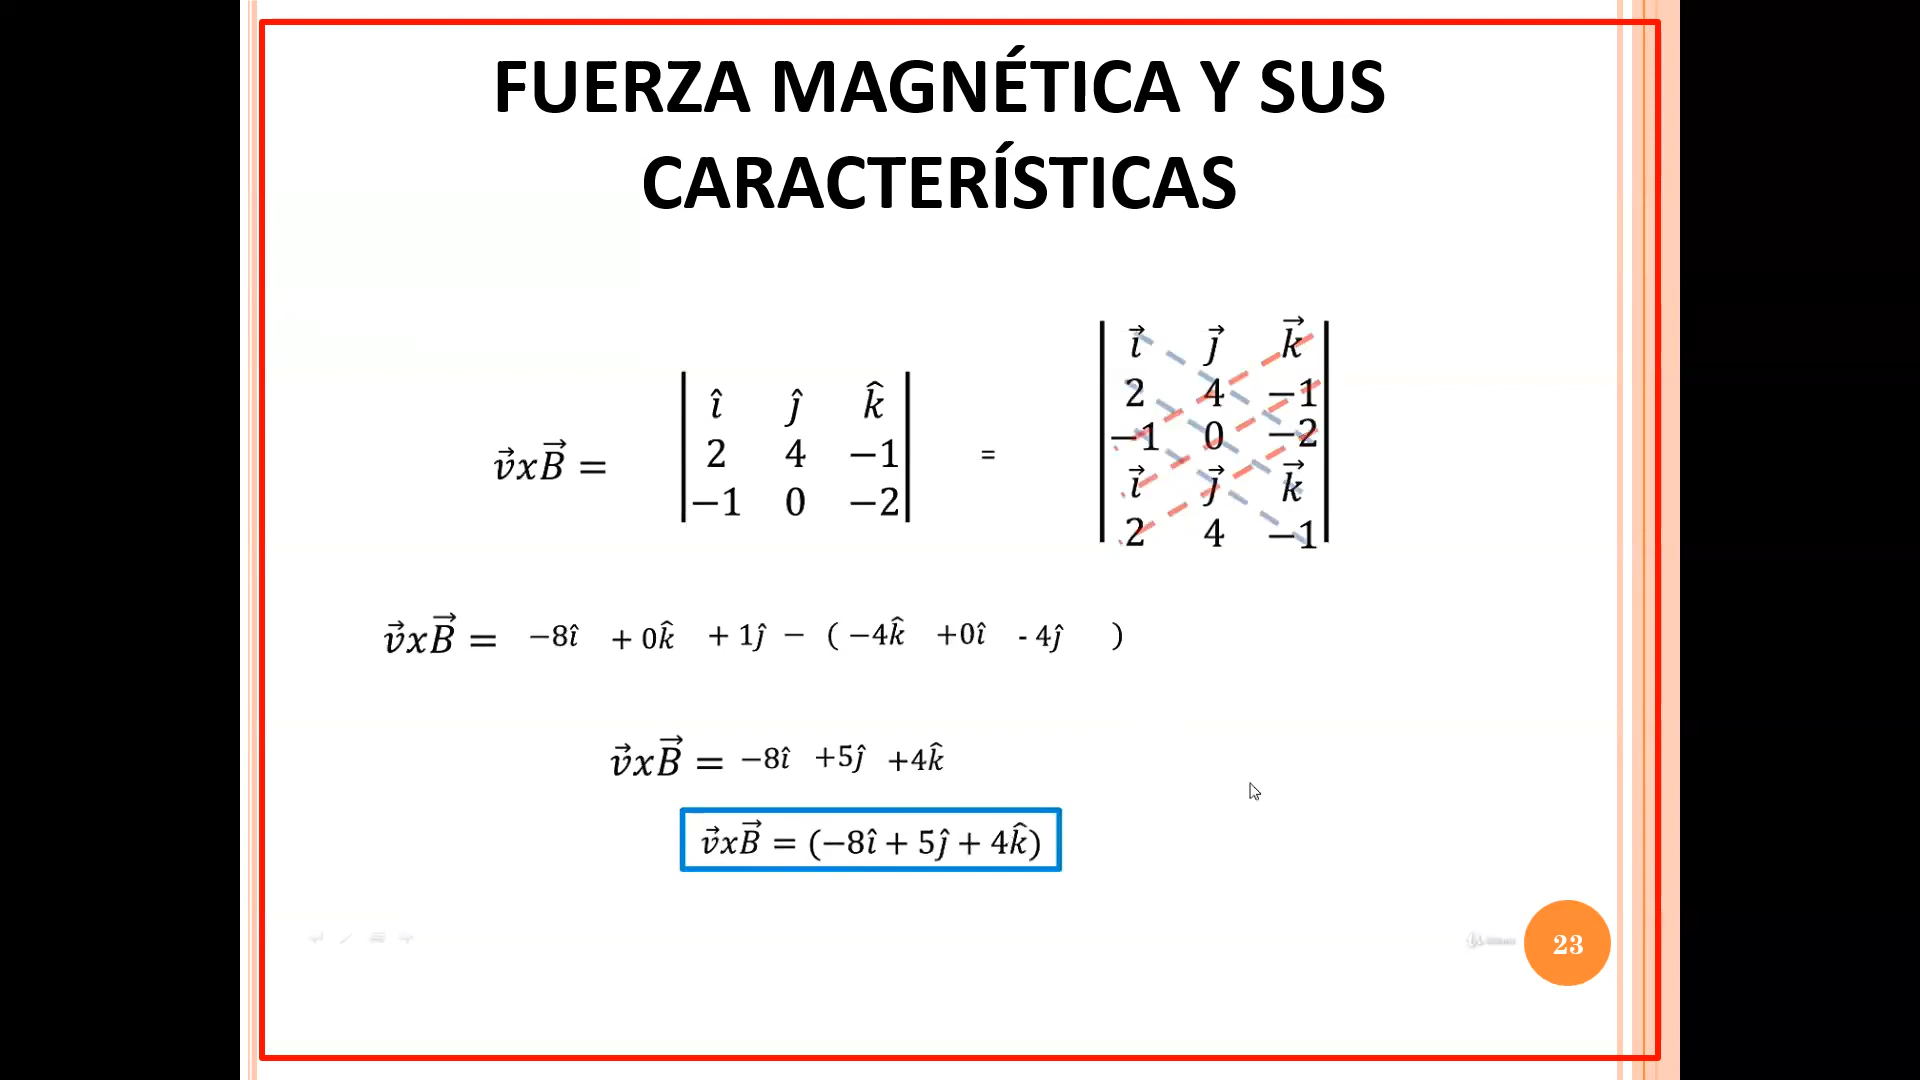 FUERZA MAGNÉTICA Y SUS
CARACTERÍSTICAS
v⃗xB⃗ =
î ĵ k̂
2 4 −1
−1 0 −2
=
i⃗ j⃗ k⃗
2 4 −1
−1 0 −2
i⃗ j⃗ k⃗
2 4 −1
v⃗xB⃗ = −8î + 0k̂ + 1ĵ − ( −4k̂ +0î - 4ĵ )
v⃗xB⃗ = −8î +5ĵ +4k̂
v⃗xB⃗ = (−8î + 5ĵ + 4k̂)
23